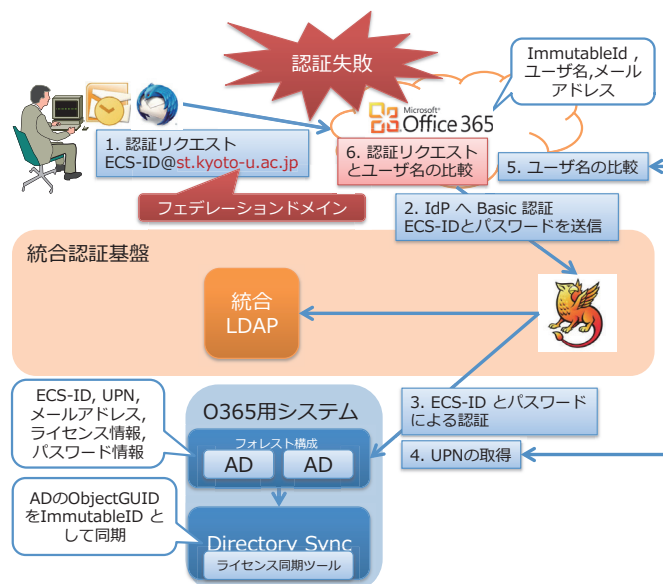 認証失敗
ImmutableId ,
ユーザ名,メール
アドレス
Microsoft®
Office 365
1. 認証リクエスト
ECS-ID@st.kyoto-u.ac.jp
フェデレーションドメイン
6. 認証リクエスト
とユーザ名の比較
5. ユーザ名の比較
2. IdP へ Basic 認証
ECS-IDとパスワードを送信
統合認証基盤
統合
LDAP
3. ECS-ID とパスワード
による認証
4. UPNの取得
ECS-ID, UPN,
メールアドレス,
ライセンス情報,
パスワード情報
O365用システム
フォレスト構成
AD
AD
ADのObjectGUID
をImmutableID と
して同期
Directory Sync
ライセンス同期ツール